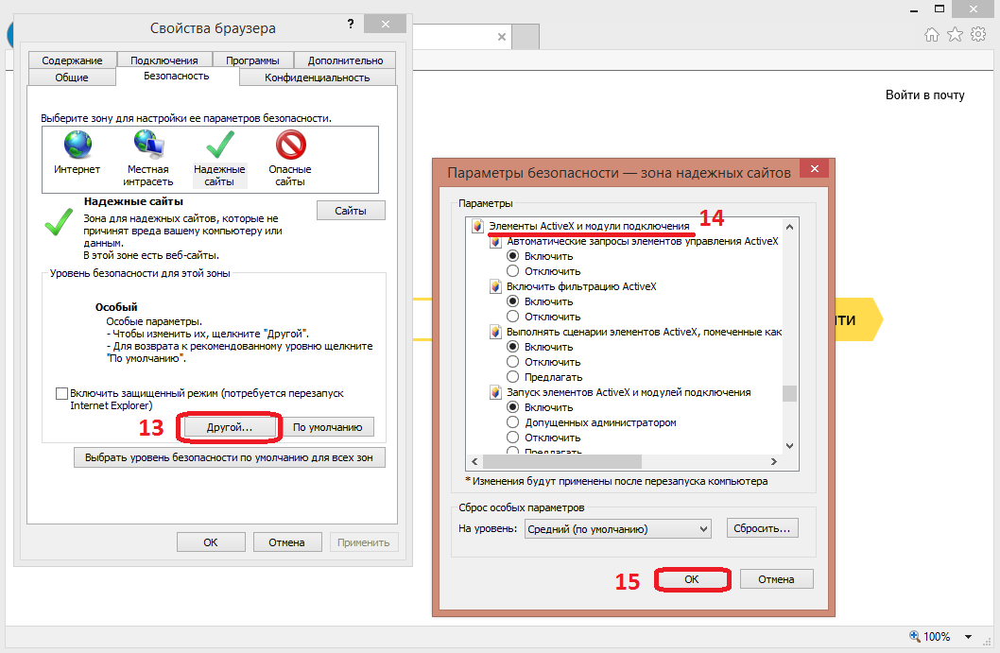 Свойства браузера
?
Содержание
Подключения
Программы
Дополнительно
Общие
Безопасность
Конфиденциальность
Выберите зону для настройки ее параметров безопасности.
Интернет
Местная интрасеть
Надежные сайты
Опасные сайты
Надежные сайты
Сайты
Зона для надежных сайтов, которые не
причинят вреда вашему компьютеру или
данным.
В этой зоне есть веб-сайты.
Уровень безопасности для этой зоны
Особый
Особые параметры.
- Чтобы изменить их, щелкните "Другой".
- Для возврата к рекомендованному уровню щелкните
"По умолчанию".
Включить защищенный режим (потребуется перезапуск
Internet Explorer)
13
Другой...
По умолчанию
Выбрать уровень безопасности по умолчанию для всех зон
ОК
Отмена
Применить
Войти в почту
Параметры безопасности — зона надежных сайтов
Параметры
Элементы ActiveX и модули подключения
14
Автоматические запросы элементов управления ActiveX
Включить
Отключить
Включить фильтрацию ActiveX
Включить
Отключить
Выполнять сценарии элементов ActiveX, помеченные как
Включить
Отключить
Предлагать
Запуск элементов ActiveX и модулей подключения
Включить
Допущенных администратором
Отключить
Предлагать
*Изменения будут применены после перезапуска компьютера
Сброс особых параметров
На уровень:
Средний (по умолчанию)
Сбросить...
15
ОК
Отмена
ти
100%